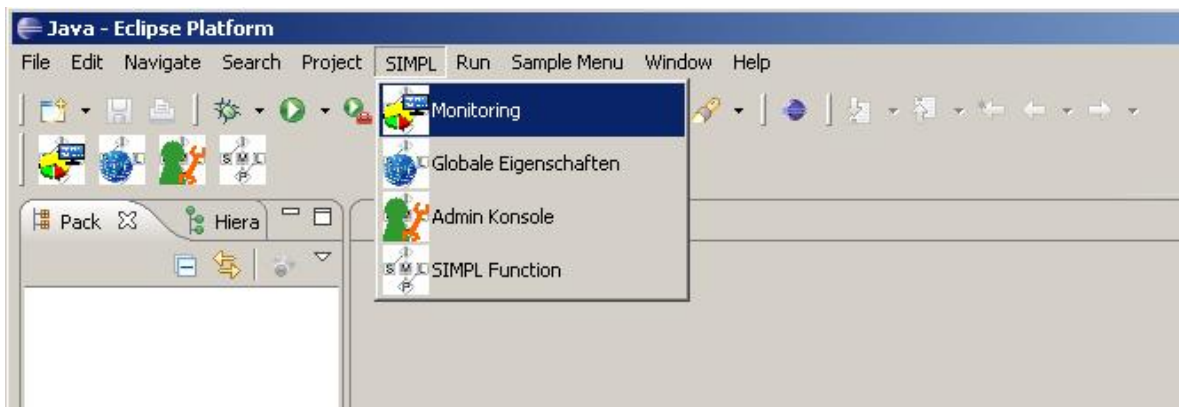 Java - Eclipse Platform
File Edit Navigate Search Project SIMPL Run Sample Menu Window Help
Monitoring
Globale Eigenschaften
Admin Konsole
SIMPL Function
Pack Hiera